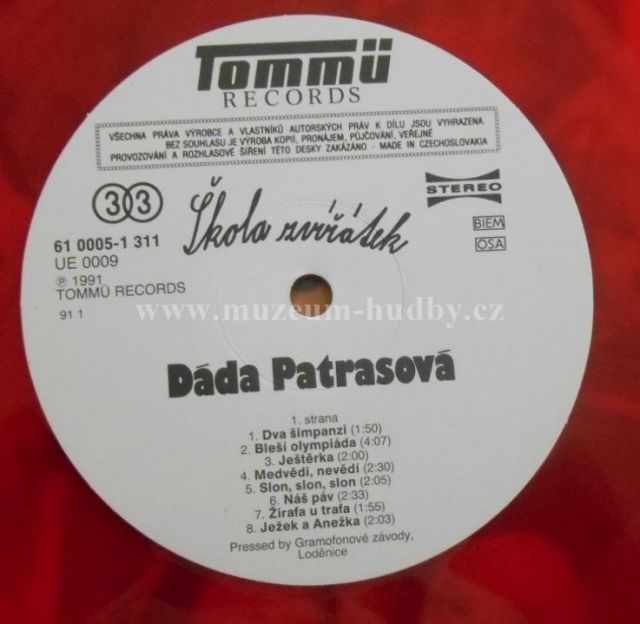 Tommü
RECORDS
VŠECHNA PRÁVA VÝROBCE A VLASTNÍKŮ AUTORSKÝCH PRÁV K DÍLU JSOU VYHRAZENA.
BEZ SOUHLASU JE VÝROBA KOPIÍ, PRONÁJEM, PŮJČOVÁNÍ, VEŘEJNÉ
PROVOZOVÁNÍ A ROZHLASOVÉ ŠÍŘENÍ TÉTO DESKY ZAKÁZÁNO - MADE IN CZECHOSLOVAKIA
33
Škola zvířátek
STEREO
BIEM
OSA
61 0005-1 311
UE 0009
℗ 1991
TOMMÜ RECORDS
91 1
www.muzeum-hudby.cz
Dáda Patrasová
1. strana
1. Dva šimpanzi (1:50)
2. Bleší olympiáda (4:07)
3. Ještěrka (2:00)
4. Medvědi, nevědí (2:30)
5. Slon, slon, slon (2:05)
6. Náš páv (2:33)
7. Žirafa u trafa (1:55)
8. Ježek a Anežka (2:03)
Pressed by Gramofonové závody,
Loděnice